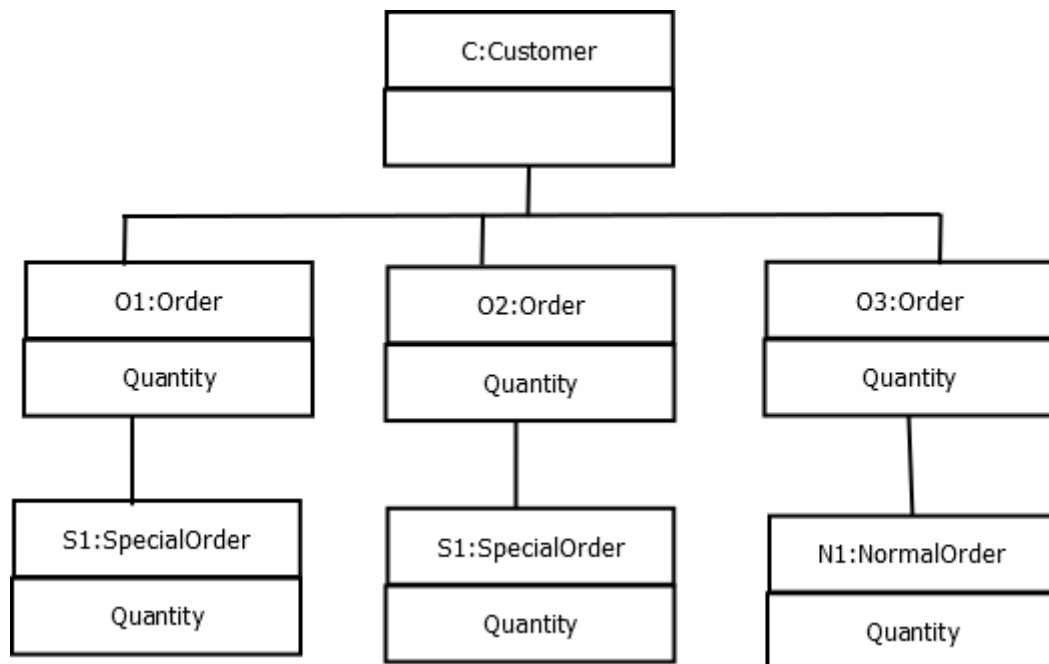 C:Customer
O1:Order
Quantity
O2:Order
Quantity
O3:Order
Quantity
S1:SpecialOrder
Quantity
S1:SpecialOrder
Quantity
N1:NormalOrder
Quantity